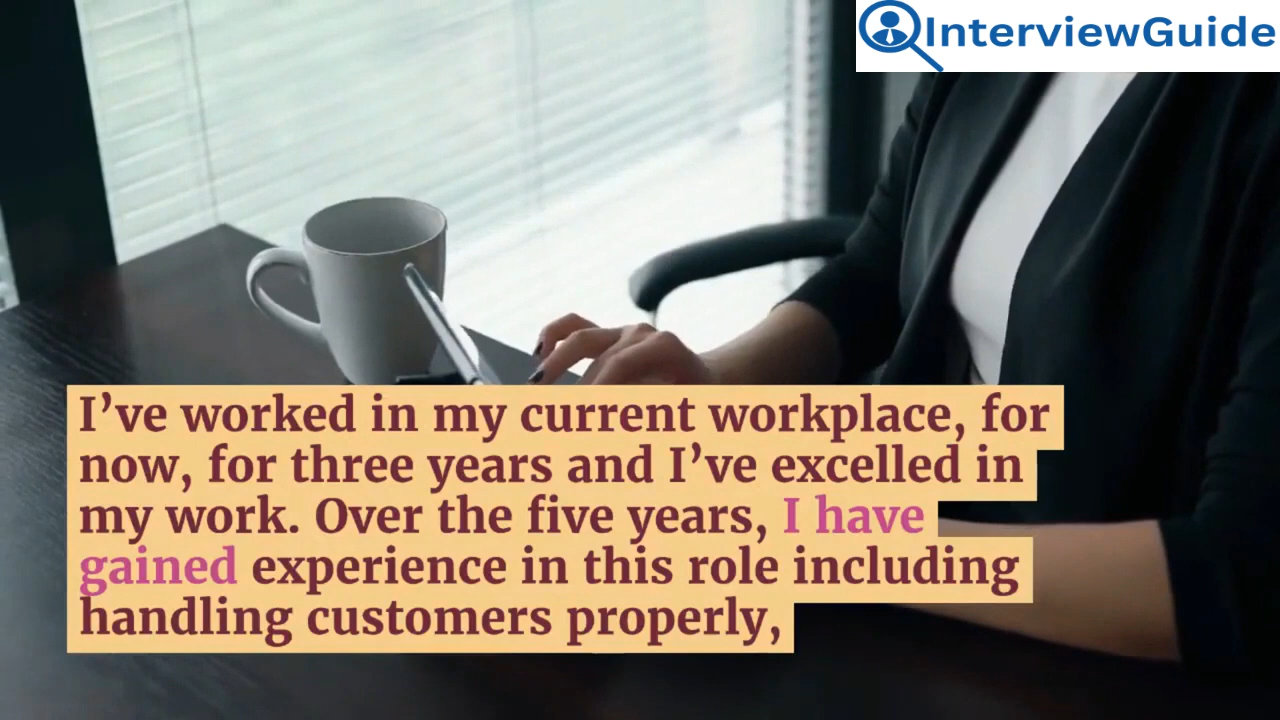 InterviewGuide
I’ve worked in my current workplace, for
now, for three years and I’ve excelled in
my work. Over the five years, I have
gained experience in this role including
handling customers properly,